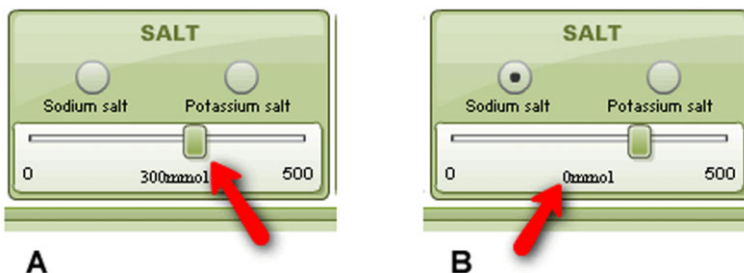 SALT
Sodium salt Potassium salt
0 300mmol 500
A
SALT
Sodium salt Potassium salt
0 0mmol 500
B